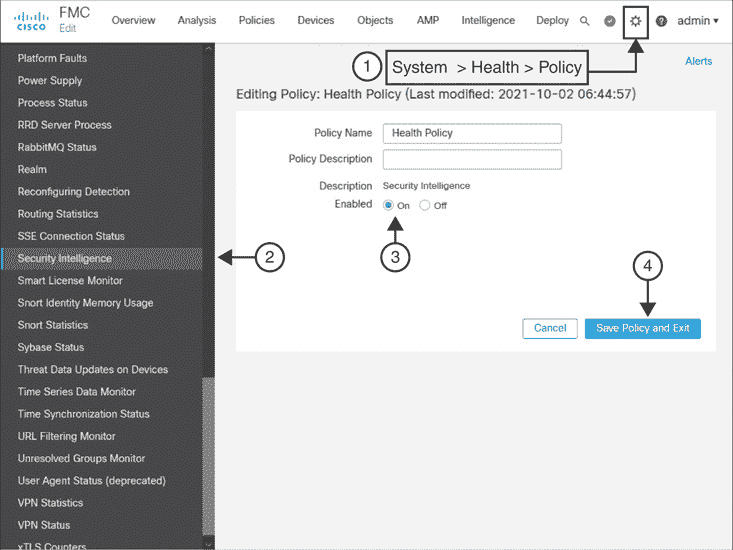 CISCO
FMC
Edit
Overview
Analysis
Policies
Devices
Objects
AMP
Intelligence
Deploy
admin
1
System > Health > Policy
Alerts
Editing Policy: Health Policy (Last modified: 2021-10-02 06:44:57)
Platform Faults
Power Supply
Process Status
RRD Server Process
RabbitMQ Status
Realm
Reconfiguring Detection
Routing Statistics
SSE Connection Status
Security Intelligence
Smart License Monitor
Snort Identity Memory Usage
Snort Statistics
Sybase Status
Threat Data Updates on Devices
Time Series Data Monitor
Time Synchronization Status
URL Filtering Monitor
Unresolved Groups Monitor
User Agent Status (deprecated)
VPN Statistics
VPN Status
xTLS Counters
2
Policy Name Health Policy
Policy Description
Description Security Intelligence
Enabled On Off
3
4
Cancel
Save Policy and Exit